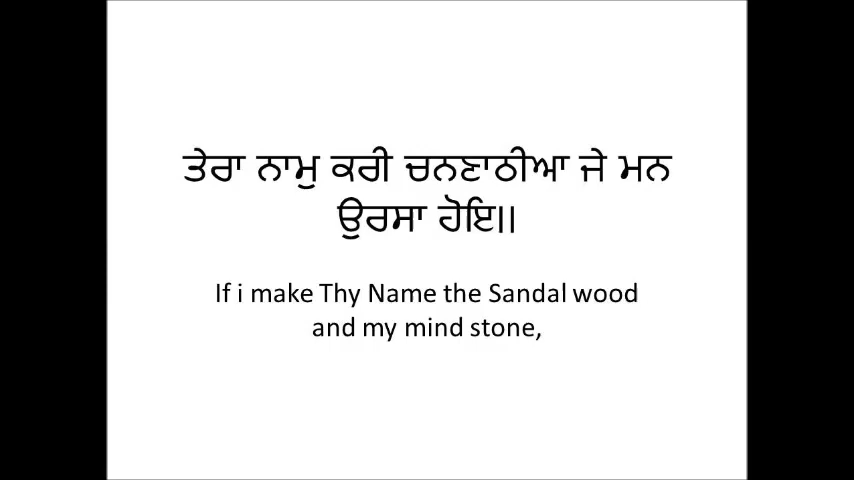 ਤੇਰਾ ਨਾਮੁ ਕਰੀ ਚਨਣਾਠੀਆ ਜੇ ਮਨ
ਉਰਸਾ ਹੋਇ॥
If i make Thy Name the Sandal wood
and my mind stone,